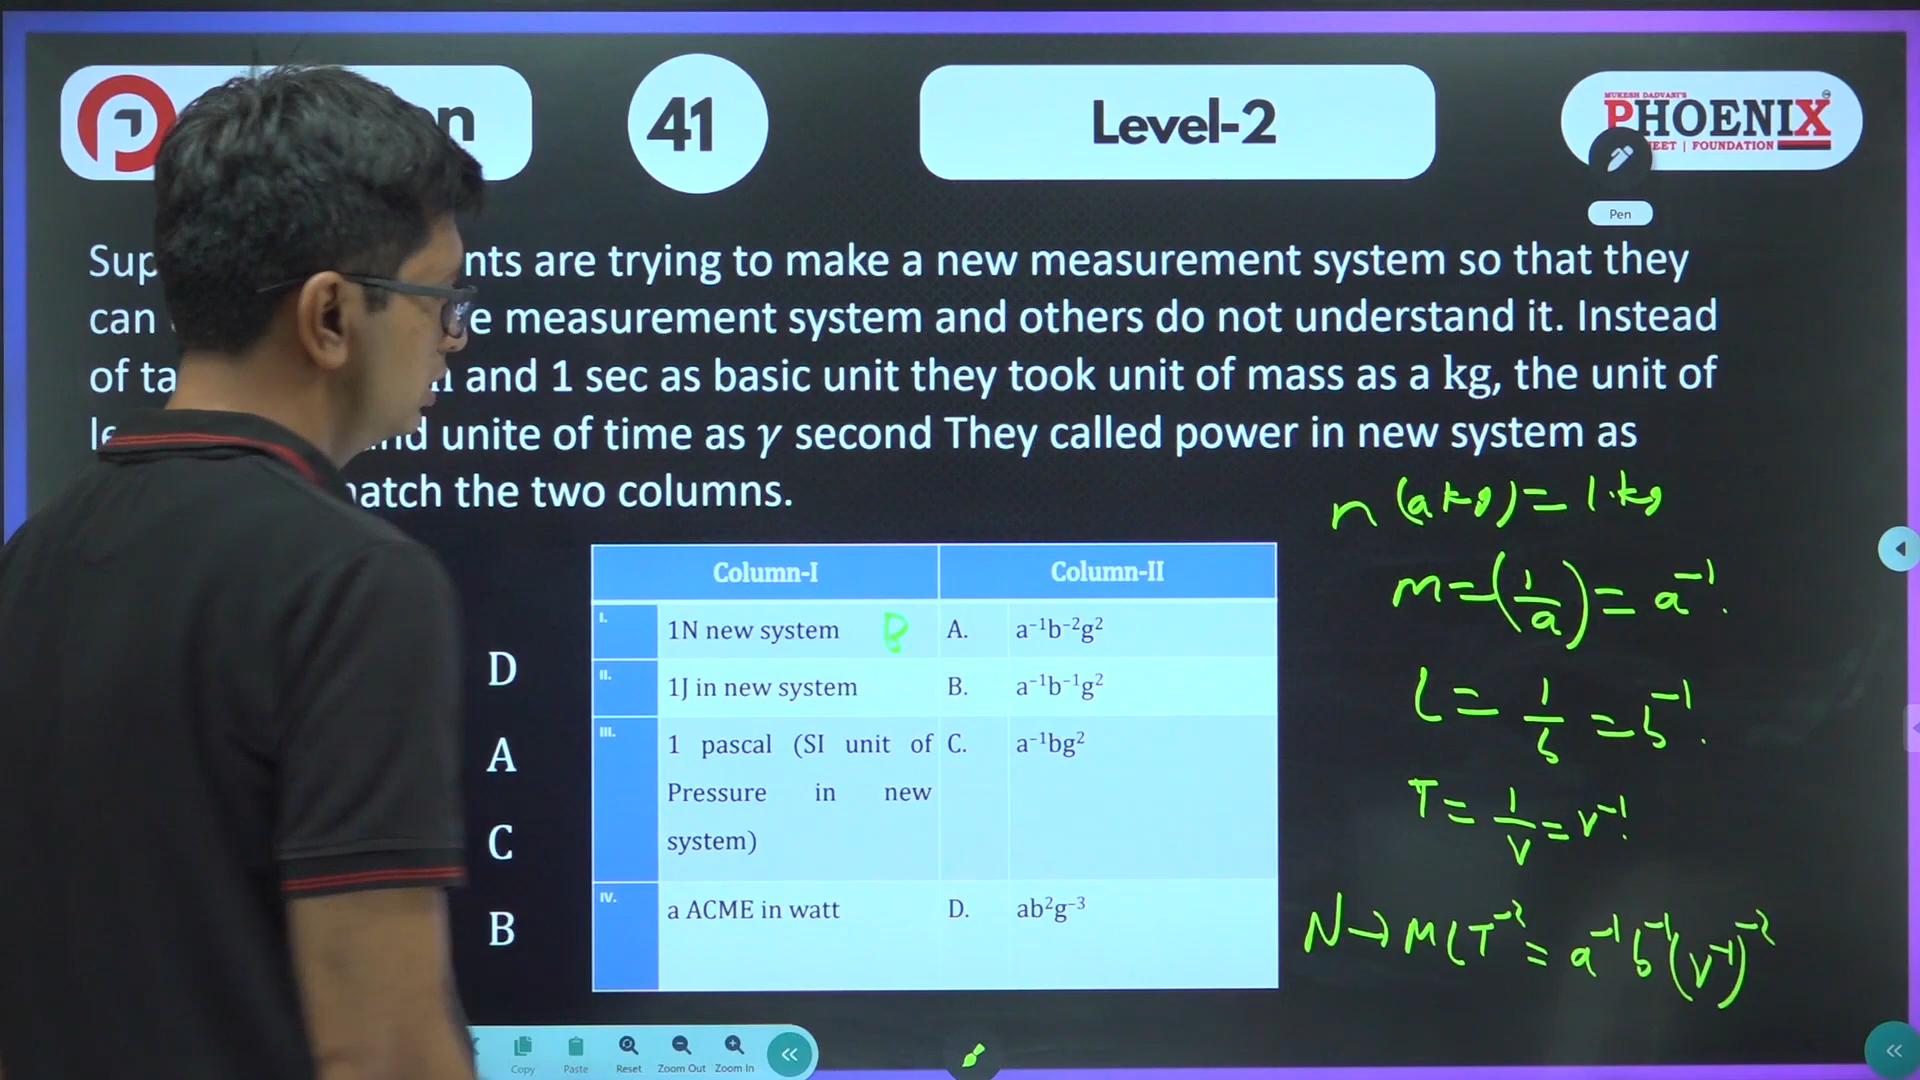 41
Level-2
MUKESH DADVANI'S
PHOENIX
EET | FOUNDATION
Pen
nts are trying to make a new measurement system so that they
can e measurement system and others do not understand it. Instead
of ta and 1 sec as basic unit they took unit of mass as a kg, the unit of
nd unite of time as γ second They called power in new system as
atch the two columns.
n (a kg) = 1 kg
Column-I Column-II
m = (1/a) = a⁻¹.
I. 1N new system B A. a⁻¹b⁻²g²
D
II. 1J in new system B. a⁻¹b⁻¹g²
L = 1/b = b⁻¹.
A
III. 1 pascal (SI unit of C. a⁻¹bg²
Pressure in new
system)
T = 1/γ = γ⁻¹.
C
IV. a ACME in watt D. ab²g⁻³
B
N → MLT⁻² = a⁻¹b⁻¹(γ⁻¹)⁻²
Copy Paste Reset Zoom Out Zoom In